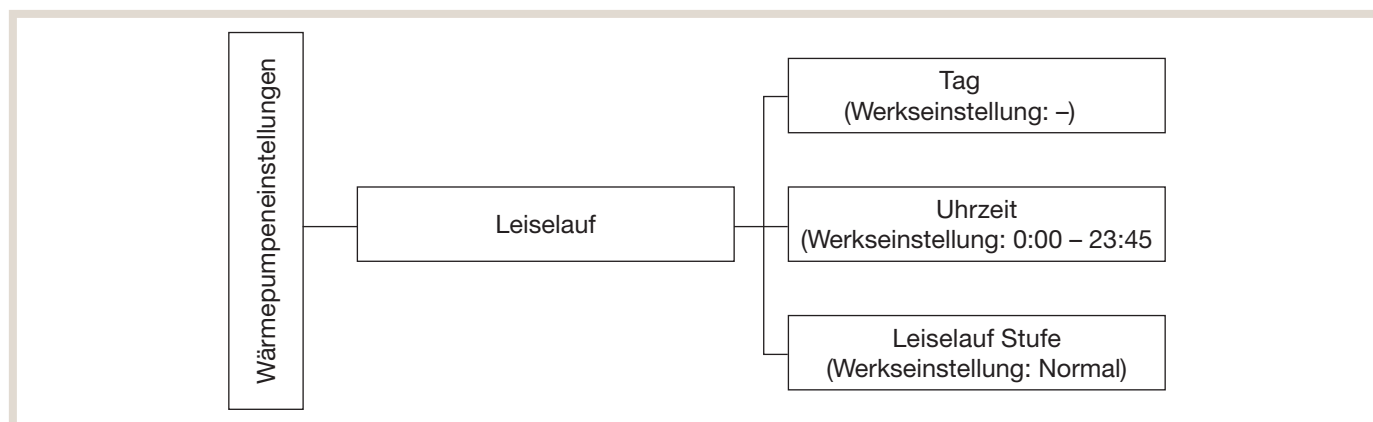 Wärmepumpeneinstellungen
Leiselauf
Tag
(Werkseinstellung: –)
Uhrzeit
(Werkseinstellung: 0:00 – 23:45
Leiselauf Stufe
(Werkseinstellung: Normal)